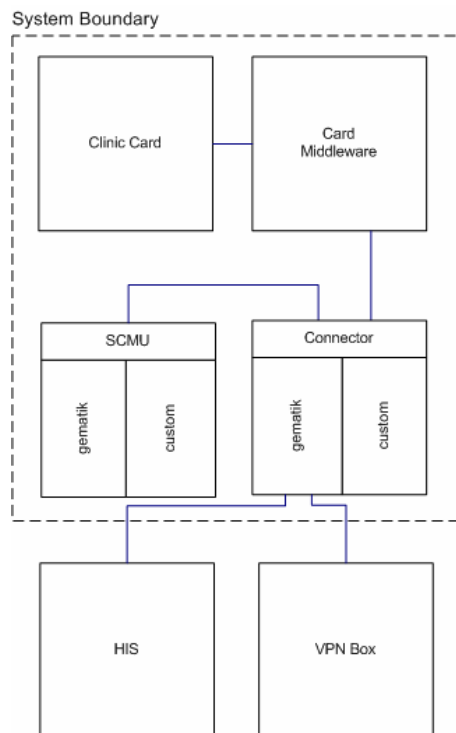 System Boundary
Clinic Card
Card
Middleware
SCMU
gematik
custom
Connector
gematik
custom
HIS
VPN Box